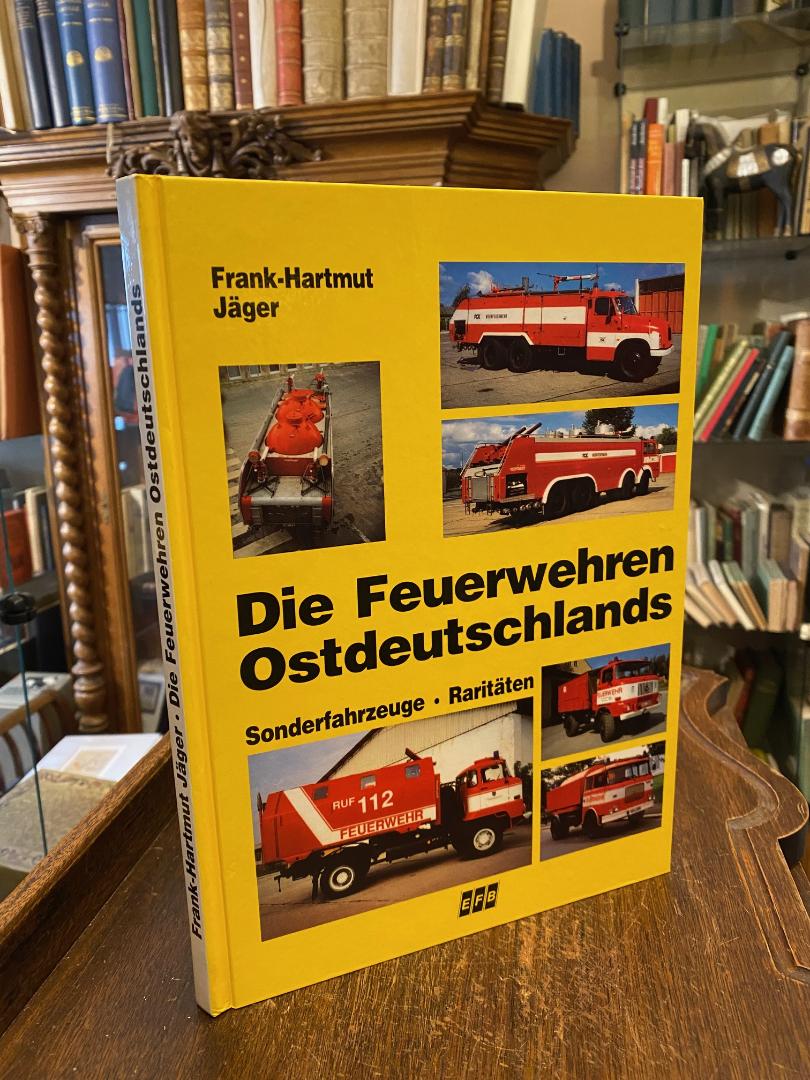 Frank-Hartmut
Jäger
Die Feuerwehren
Ostdeutschlands
Sonderfahrzeuge • Raritäten
RUF 112
FEUERWEHR
EFB
Frank-Hartmut Jäger • Die Feuerwehren Ostdeutschlands